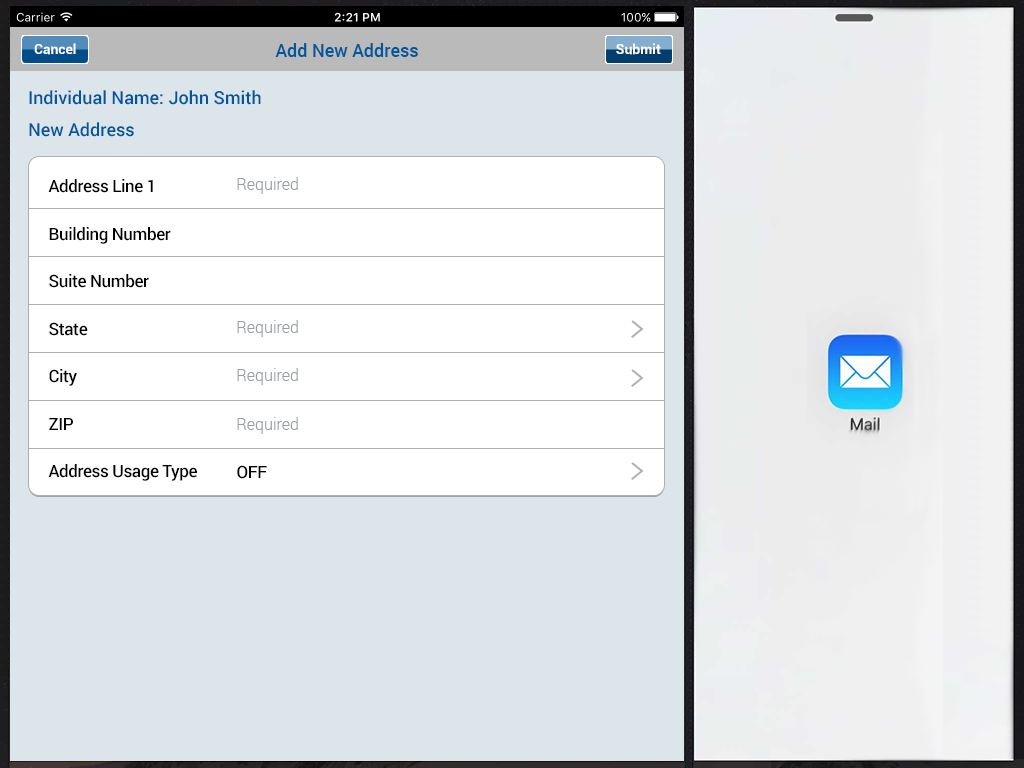 Carrier 2:21 PM 100%
Cancel Add New Address Submit
Individual Name: John Smith
New Address
Address Line 1 Required
Building Number
Suite Number
State Required
City Required
ZIP Required
Address Usage Type OFF
Mail